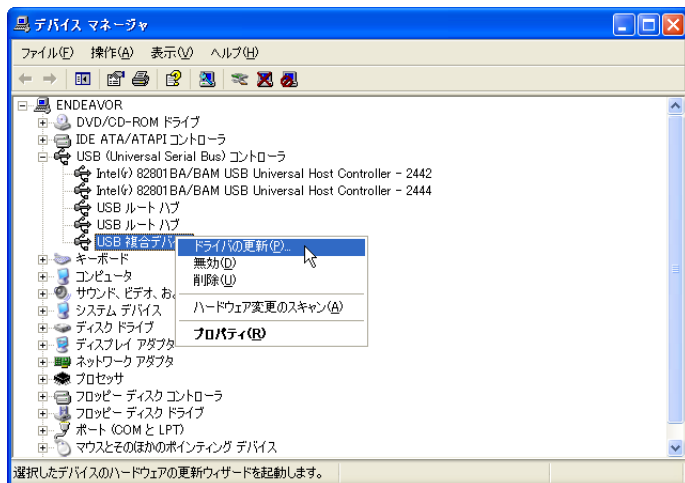 デバイス マネージャ
ファイル(F) 操作(A) 表示(V) ヘルプ(H)
ENDEAVOR
DVD/CD-ROM ドライブ
IDE ATA/ATAPI コントローラ
USB (Universal Serial Bus) コントローラ
Intel(r) 82801BA/BAM USB Universal Host Controller - 2442
Intel(r) 82801BA/BAM USB Universal Host Controller - 2444
USB ルート ハブ
USB ルート ハブ
USB 複合デバ
ドライバの更新(P)...
無効(D)
削除(U)
ハードウェア変更のスキャン(A)
プロパティ(R)
キーボード
コンピュータ
サウンド、ビデオ、お
システム デバイス
ディスク ドライブ
ディスプレイ アダプタ
ネットワーク アダプタ
プロセッサ
フロッピー ディスク コントローラ
フロッピー ディスク ドライブ
ポート (COM と LPT)
マウスとそのほかのポインティング デバイス
選択したデバイスのハードウェアの更新ウィザードを起動します。